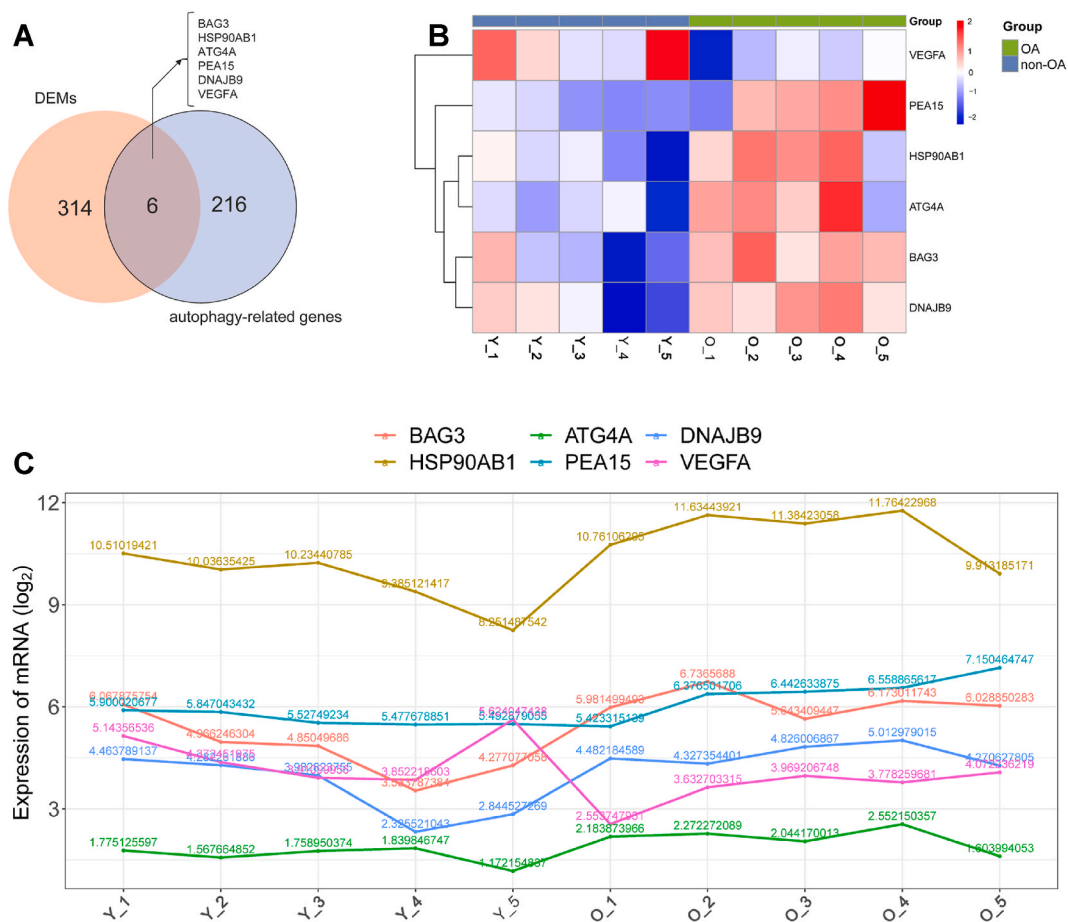 A
BAG3
HSP90AB1
ATG4A
PEA15
DNAJB9
VEGFA
DEMs
314
6
216
autophagy-related genes
B
Group
VEGFA
PEA15
HSP90AB1
ATG4A
BAG3
DNAJB9
Y_1 Y_2 Y_3 Y_4 Y_5 O_1 O_2 O_3 O_4 O_5
2
1
0
−1
−2
Group
OA
non-OA
C
BAG3 ATG4A DNAJB9
HSP90AB1 PEA15 VEGFA
Expression of mRNA (log₂)
12
9
6
3
10.51019421 10.03635425 10.23440785 9.385121417 8.251487542 10.76106295 11.63443921 11.38423058 11.76422968 9.913185171
6.067875754 4.966246304 4.85049686 4.277077058 5.981499493 6.7365688 5.643409447 6.173011743 6.028850283
5.900020677 5.847043432 5.52749234 5.477678851 5.492879055 5.423315139 6.376501706 6.442633875 6.558865617 7.150464747
5.14356536 3.852218603 3.632703315 3.969206748 3.778259681
4.463789137 2.325521043 2.844527269 4.482184589 4.327354401 4.826006867 5.012979015 4.270627805
1.775125597 1.567664852 1.758950374 1.839846747 1.172154837 2.183873966 2.272272089 2.044170013 2.552150357 1.603994053
Y_1 Y_2 Y_3 Y_4 Y_5 O_1 O_2 O_3 O_4 O_5